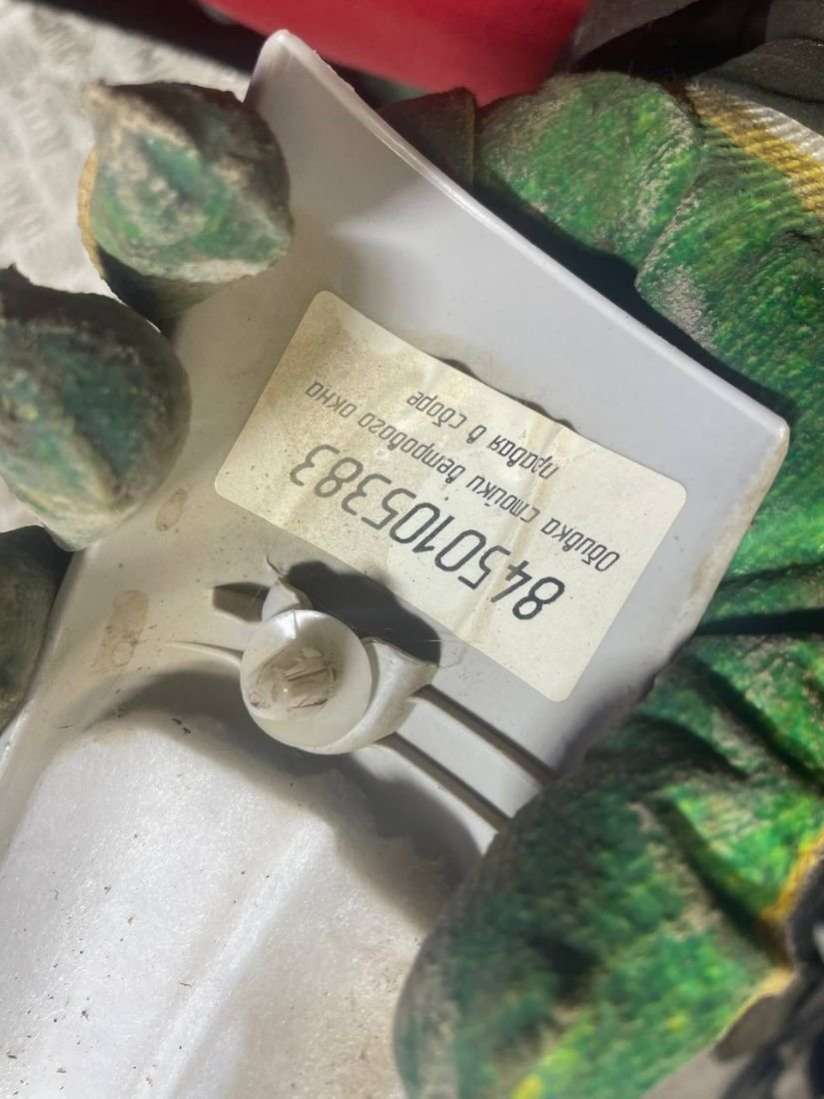 8450105383
Обивка стойки ветрового окна
правая в сборе